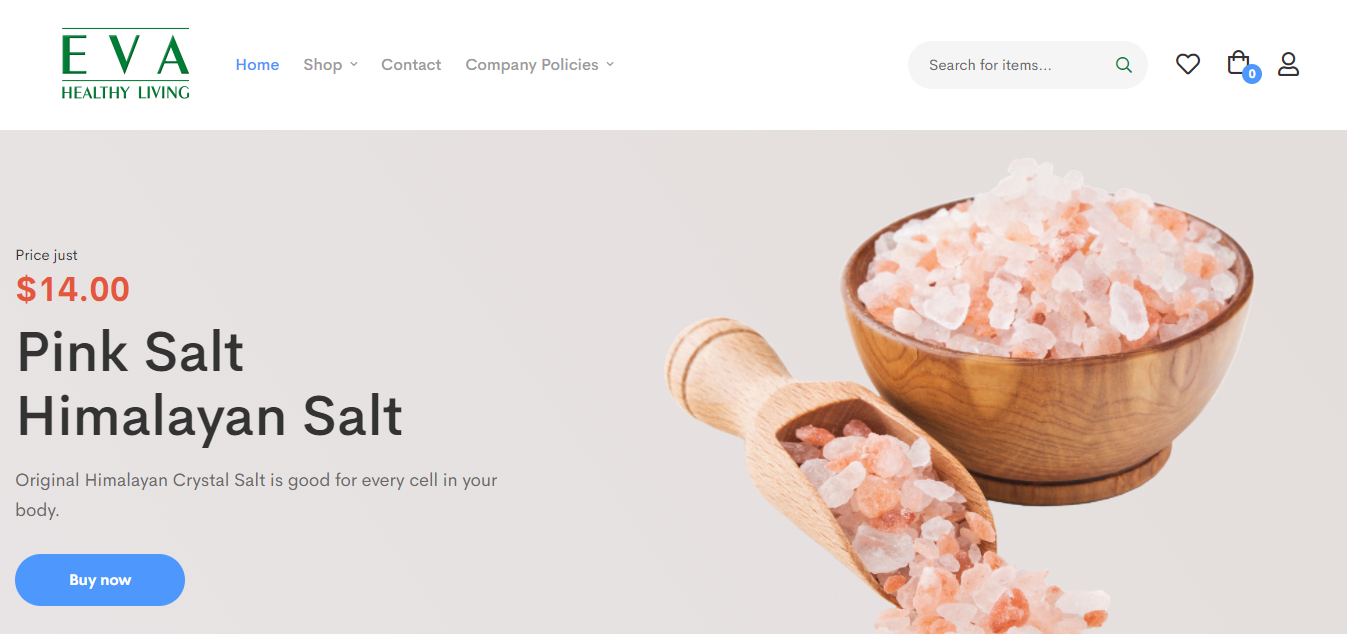 EVA
HEALTHY LIVING
Home
Shop
Contact
Company Policies
Search for items...
0
Price just
$14.00
Pink Salt
Himalayan Salt
Original Himalayan Crystal Salt is good for every cell in your
body.
Buy now